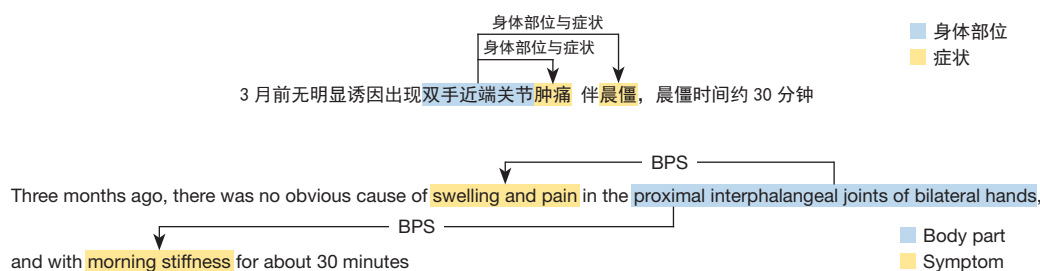 身体部位与症状
身体部位与症状
身体部位
症状
3 月前无明显诱因出现双手近端关节肿痛 伴晨僵，晨僵时间约 30 分钟
BPS
Three months ago, there was no obvious cause of swelling and pain in the proximal interphalangeal joints of bilateral hands,
BPS
and with morning stiffness for about 30 minutes
Body part
Symptom